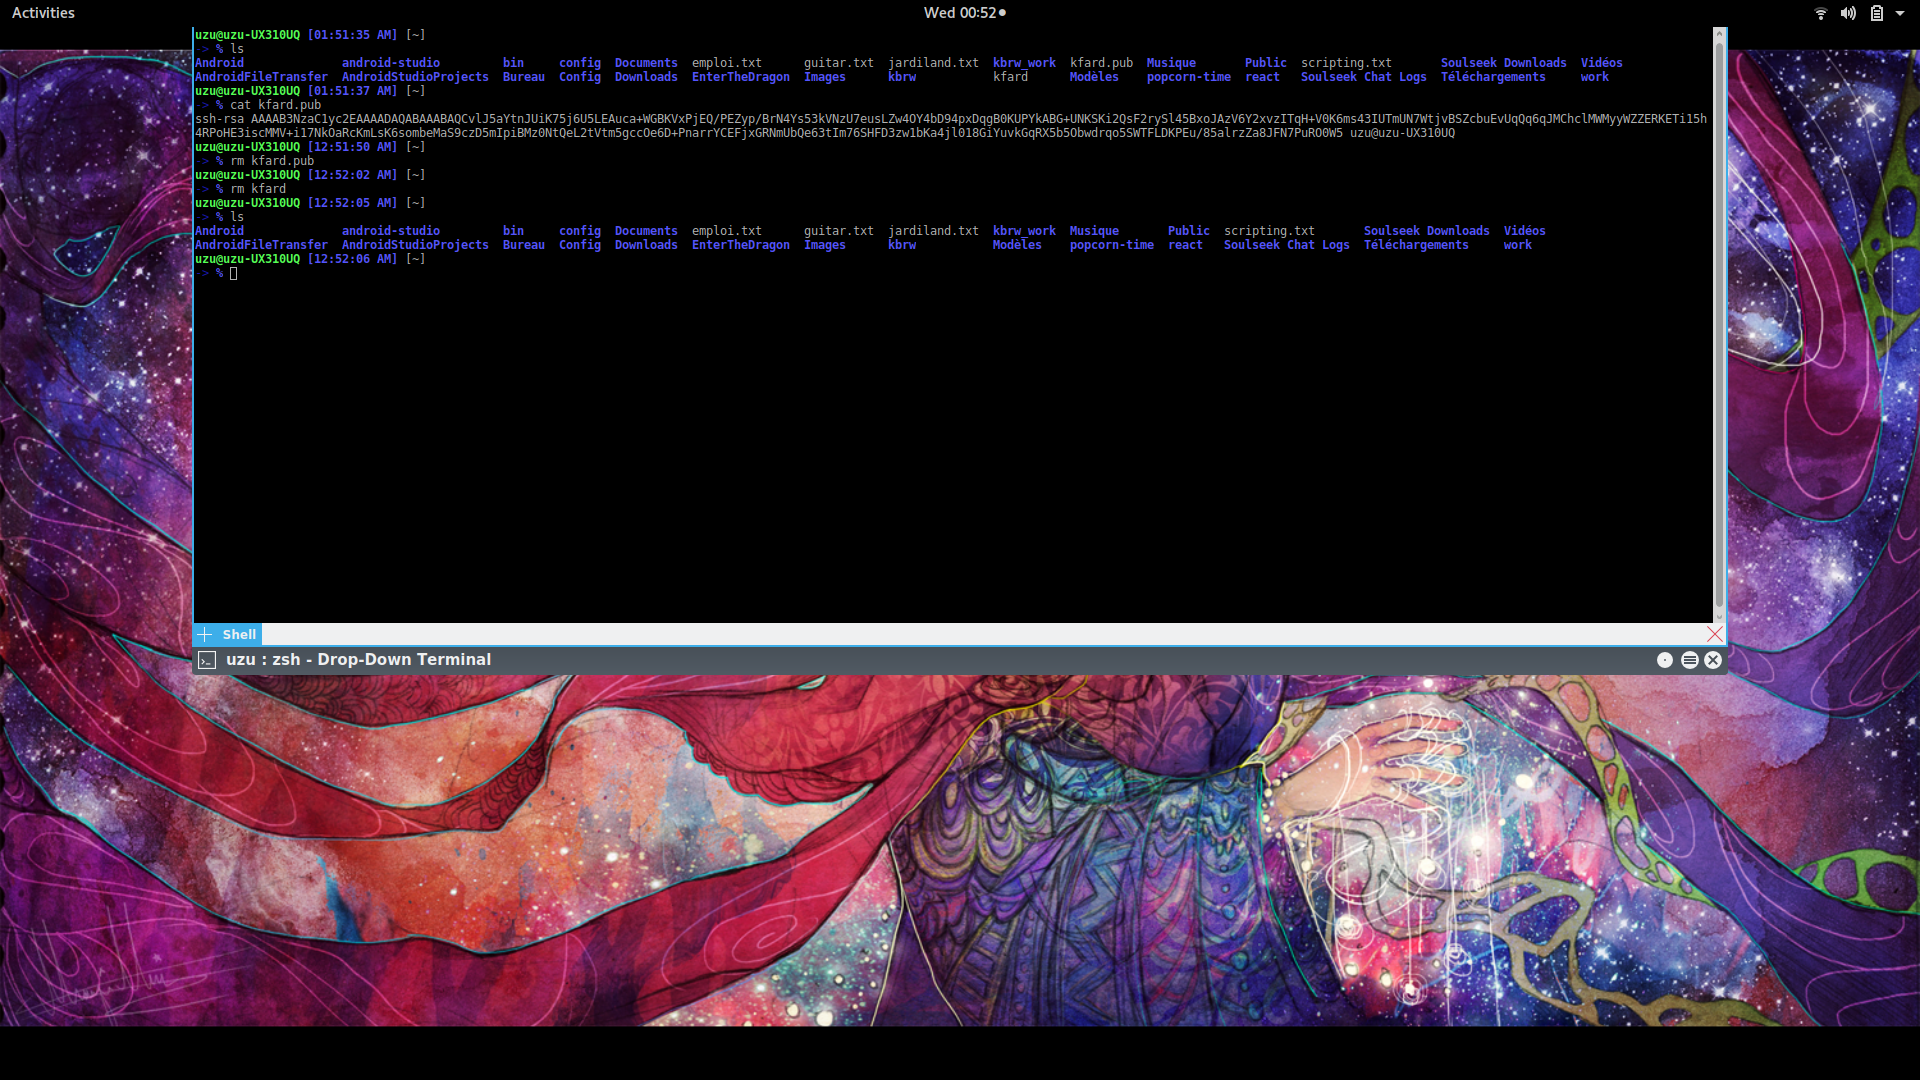 Activities
Wed 00:52
uzu@uzu-UX310UQ [01:51:35 AM] [~]
-> % ls
Android android-studio bin config Documents emploi.txt guitar.txt jardiland.txt kbrw_work kfard.pub Musique Public scripting.txt Soulseek Downloads Vidéos
AndroidFileTransfer AndroidStudioProjects Bureau Config Downloads EnterTheDragon Images kbrw kfard Modèles popcorn-time react Soulseek Chat Logs Téléchargements work
uzu@uzu-UX310UQ [01:51:37 AM] [~]
-> % cat kfard.pub
ssh-rsa AAAAB3NzaC1yc2EAAAADAQABAAABAQCvlJ5aYtnJUiK75j6U5LEAuca+WGBKVxPjEQ/PEZyp/BrN4Ys53kVNzU7eusLZw4OY4bD94pxDqgB0KUPYkABG+UNKSKi2QsF2rySl45BxoJAzV6Y2xvzITqH+V0K6ms43IUTmUN7WtjvBSZcbuEvUqQq6qJMChclMWMyyWZZERKETi15h
4RPoHE3iscMMV+i17NkOaRcKmLsK6sombeMaS9czD5mIpiBMz0NtQeL2tVtm5gccOe6D+PnarrYCEFjxGRNmUbQe63tIm76SHFD3zw1bKa4jl018GiYuvkGqRX5b5Obwdrqo5SWTFLDKPEu/85alrzZa8JFN7PuRO0W5 uzu@uzu-UX310UQ
uzu@uzu-UX310UQ [12:51:50 AM] [~]
-> % rm kfard.pub
uzu@uzu-UX310UQ [12:52:02 AM] [~]
-> % rm kfard
uzu@uzu-UX310UQ [12:52:05 AM] [~]
-> % ls
Android android-studio bin config Documents emploi.txt guitar.txt jardiland.txt kbrw_work Musique Public scripting.txt Soulseek Downloads Vidéos
AndroidFileTransfer AndroidStudioProjects Bureau Config Downloads EnterTheDragon Images kbrw Modèles popcorn-time react Soulseek Chat Logs Téléchargements work
uzu@uzu-UX310UQ [12:52:06 AM] [~]
-> %
Shell
uzu : zsh - Drop-Down Terminal